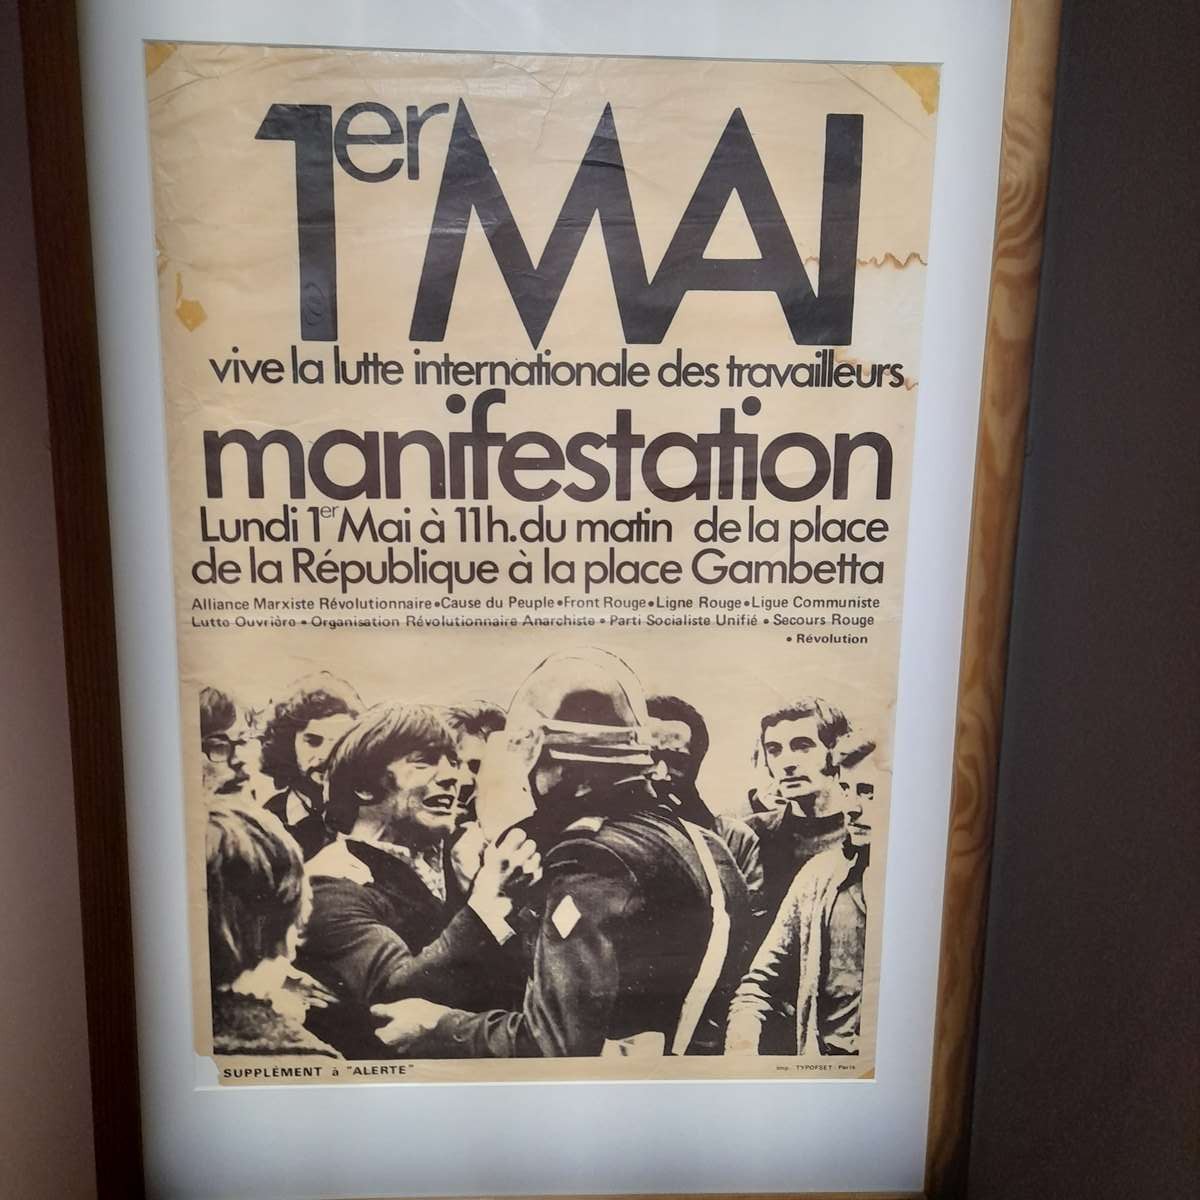 1er MAI
vive la lutte internationale des travailleurs
manifestation
Lundi 1er Mai à 11h. du matin de la place
de la République à la place Gambetta
Alliance Marxiste Révolutionnaire • Cause du Peuple • Front Rouge • Ligne Rouge • Ligue Communiste
Lutte Ouvrière • Organisation Révolutionnaire Anarchiste • Parti Socialiste Unifié • Secours Rouge
• Révolution
SUPPLÉMENT à "ALERTE"
Imp. TYPOFSET - Paris